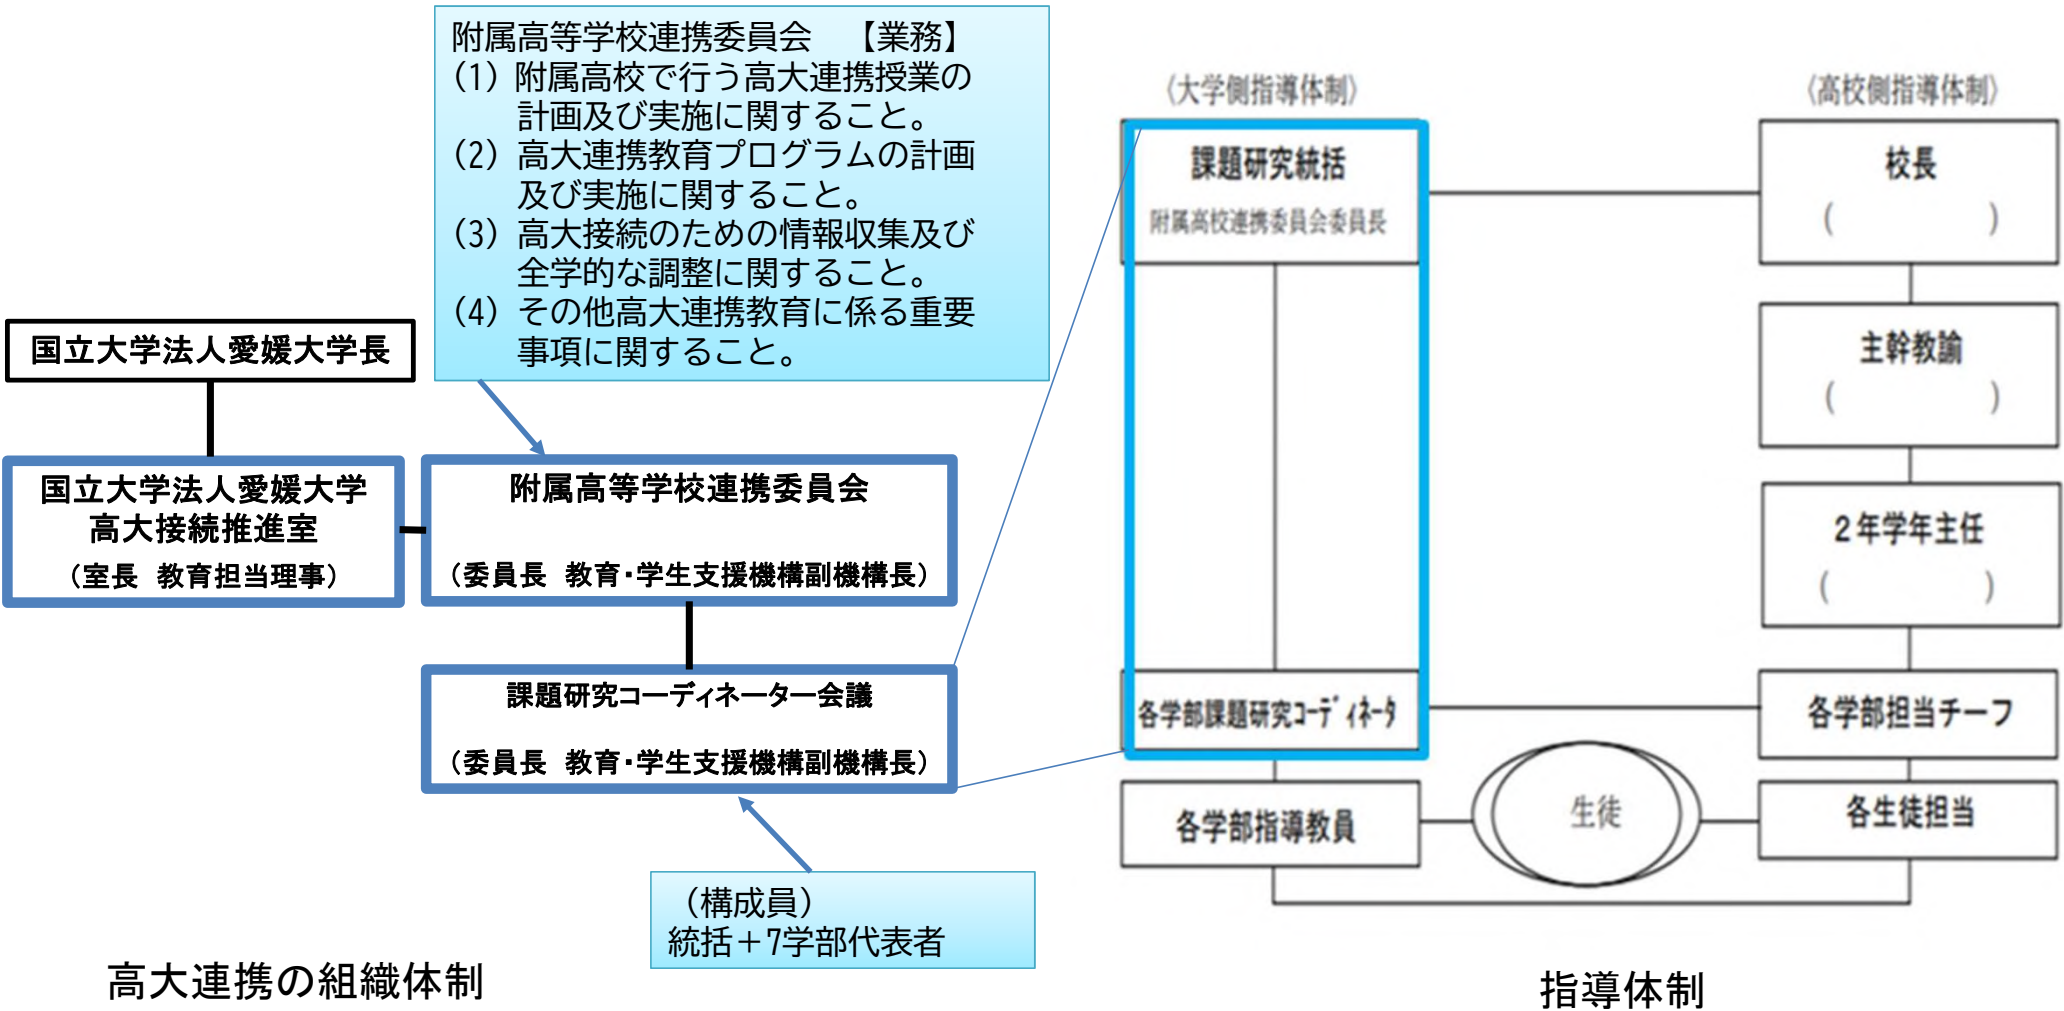 附属高等学校連携委員会　【業務】
(1) 附属高校で行う高大連携授業の
計画及び実施に関すること。
(2) 高大連携教育プログラムの計画
及び実施に関すること。
(3) 高大接続のための情報収集及び
全学的な調整に関すること。
(4) その他高大連携教育に係る重要
事項に関すること。
国立大学法人愛媛大学長
国立大学法人愛媛大学
高大接続推進室
（室長　教育担当理事）
附属高等学校連携委員会
（委員長　教育・学生支援機構副機構長）
課題研究コーディネーター会議
（委員長　教育・学生支援機構副機構長）
（構成員）
統括＋7学部代表者
高大連携の組織体制
〈大学側指導体制〉
課題研究統括
附属高校連携委員会委員長
各学部課題研究ｺｰﾃﾞｨﾈｰﾀ
各学部指導教員
生徒
〈高校側指導体制〉
校長
（　　　　　）
主幹教諭
（　　　　　）
２年学年主任
（　　　　　）
各学部担当チーフ
各生徒担当
指導体制